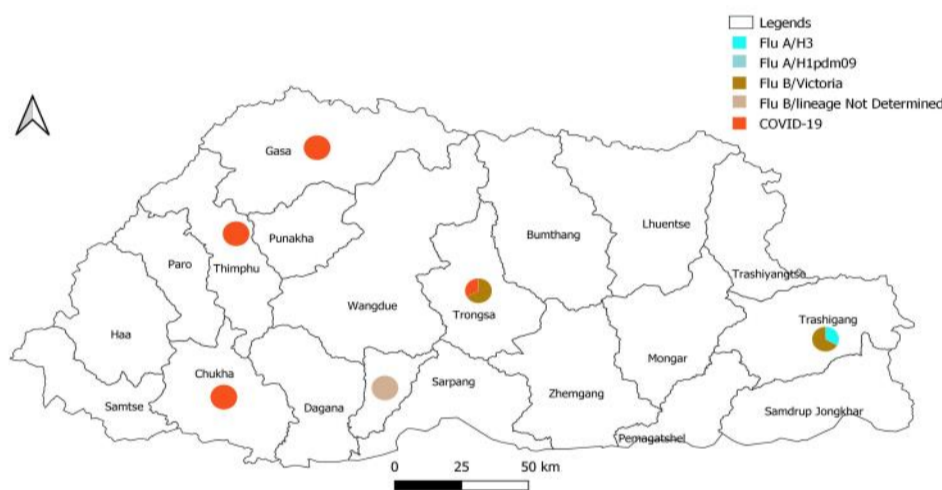 Legends
Flu A/H3
Flu A/H1pdm09
Flu B/Victoria
Flu B/lineage Not Determined
COVID-19
Gasa
Punakha
Thimphu
Paro
Haa
Wangdue
Trongsa
Bumthang
Lhuentse
Trashiyangtse
Trashigang
Mongar
Zhemgang
Sarpang
Dagana
Chukha
Samtse
Pemagatshel
Samdrup Jongkhar
0 25 50 km